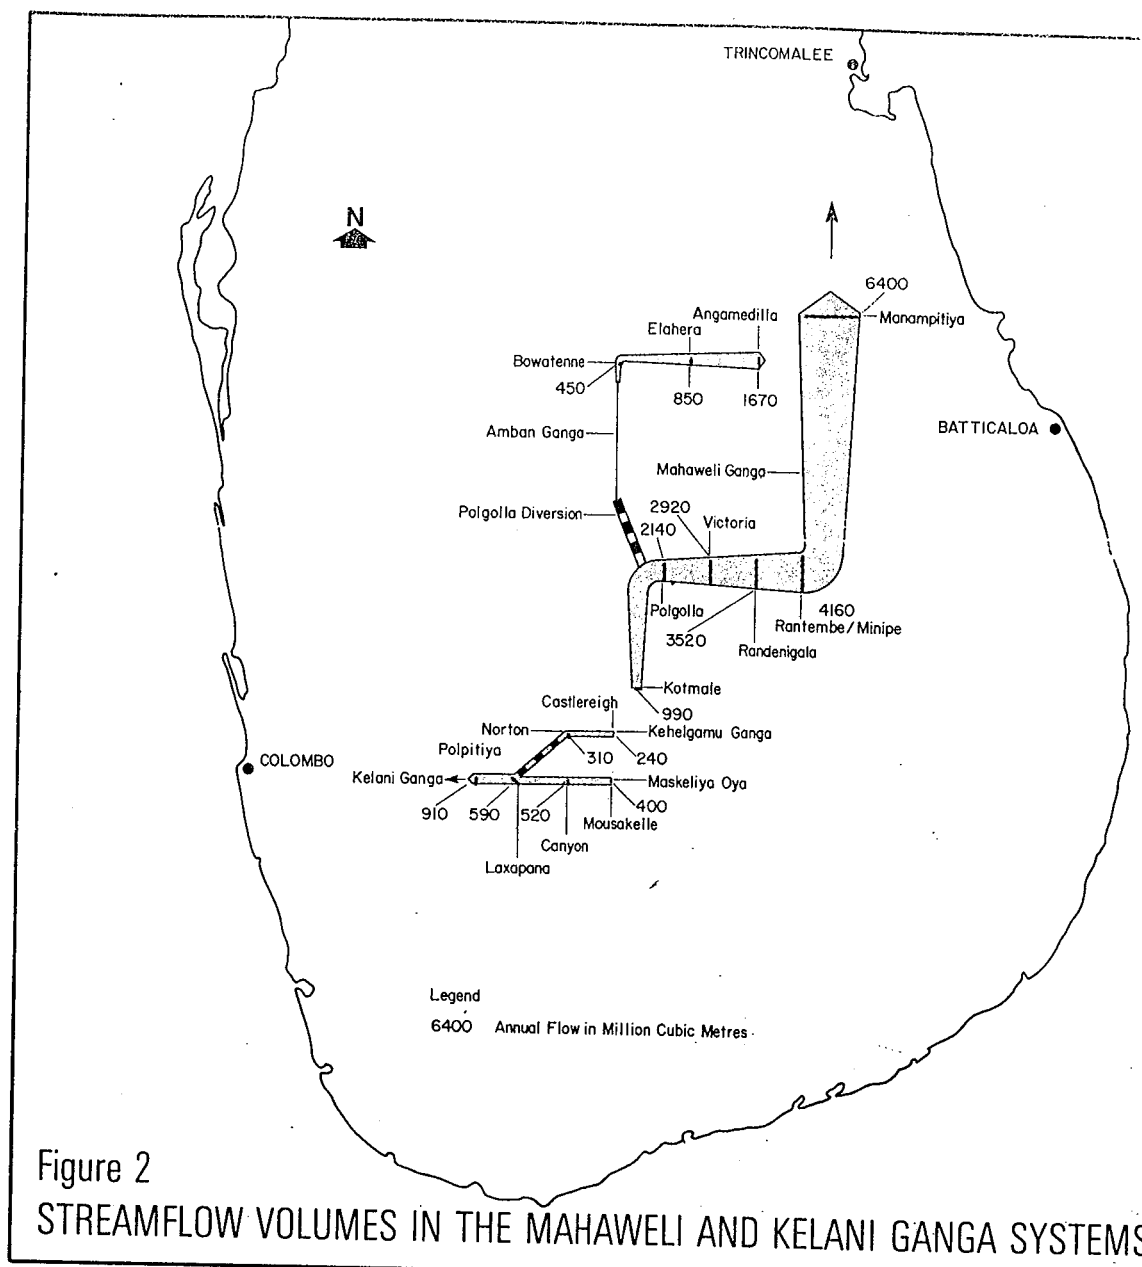 TRINCOMALEE
N
6400
Manampitiya
Angamedilla
Elahera
Bowatenne
450
850
1670
Amban Ganga
BATTICALOA
Mahaweli Ganga
Polgolla Diversion
2920
Victoria
2140
Polgolla
4160
3520
Rantembe/Minipe
Randenigala
Kotmale
990
Castlereigh
Norton
Kehelgamu Ganga
310
240
Polpitiya
COLOMBO
Kelani Ganga
Maskeliya Oya
910
590
520
400
Mousakelle
Canyon
Laxapana
Legend
6400 Annual Flow in Million Cubic Metres
Figure 2
STREAMFLOW VOLUMES IN THE MAHAWELI AND KELANI GANGA SYSTEMS